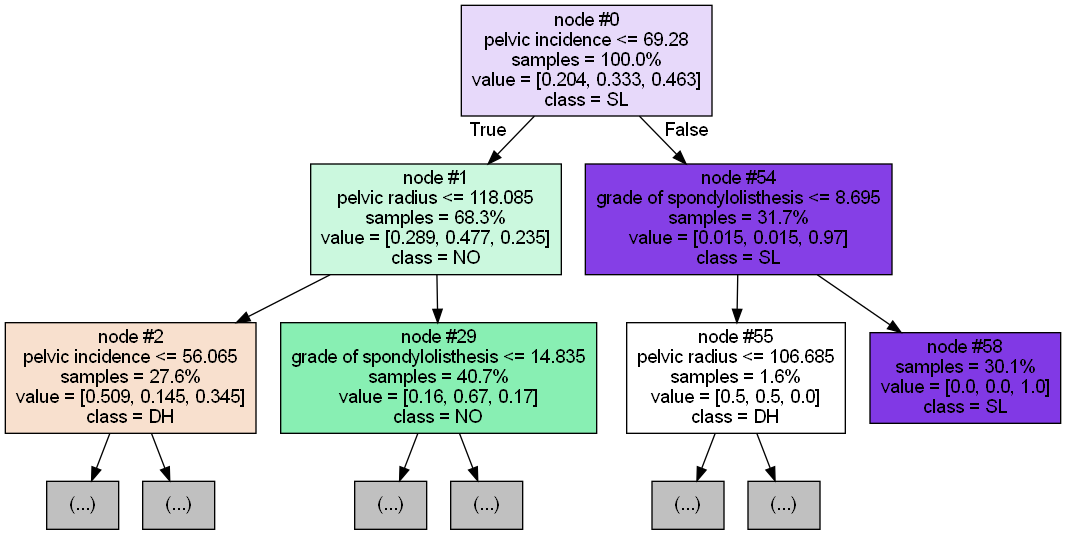 node #0
pelvic incidence <= 69.28
samples = 100.0%
value = [0.204, 0.333, 0.463]
class = SL
True
False
node #1
pelvic radius <= 118.085
samples = 68.3%
value = [0.289, 0.477, 0.235]
class = NO
node #54
grade of spondylolisthesis <= 8.695
samples = 31.7%
value = [0.015, 0.015, 0.97]
class = SL
node #2
pelvic incidence <= 56.065
samples = 27.6%
value = [0.509, 0.145, 0.345]
class = DH
node #29
grade of spondylolisthesis <= 14.835
samples = 40.7%
value = [0.16, 0.67, 0.17]
class = NO
node #55
pelvic radius <= 106.685
samples = 1.6%
value = [0.5, 0.5, 0.0]
class = DH
node #58
samples = 30.1%
value = [0.0, 0.0, 1.0]
class = SL
(...)
(...)
(...)
(...)
(...)
(...)